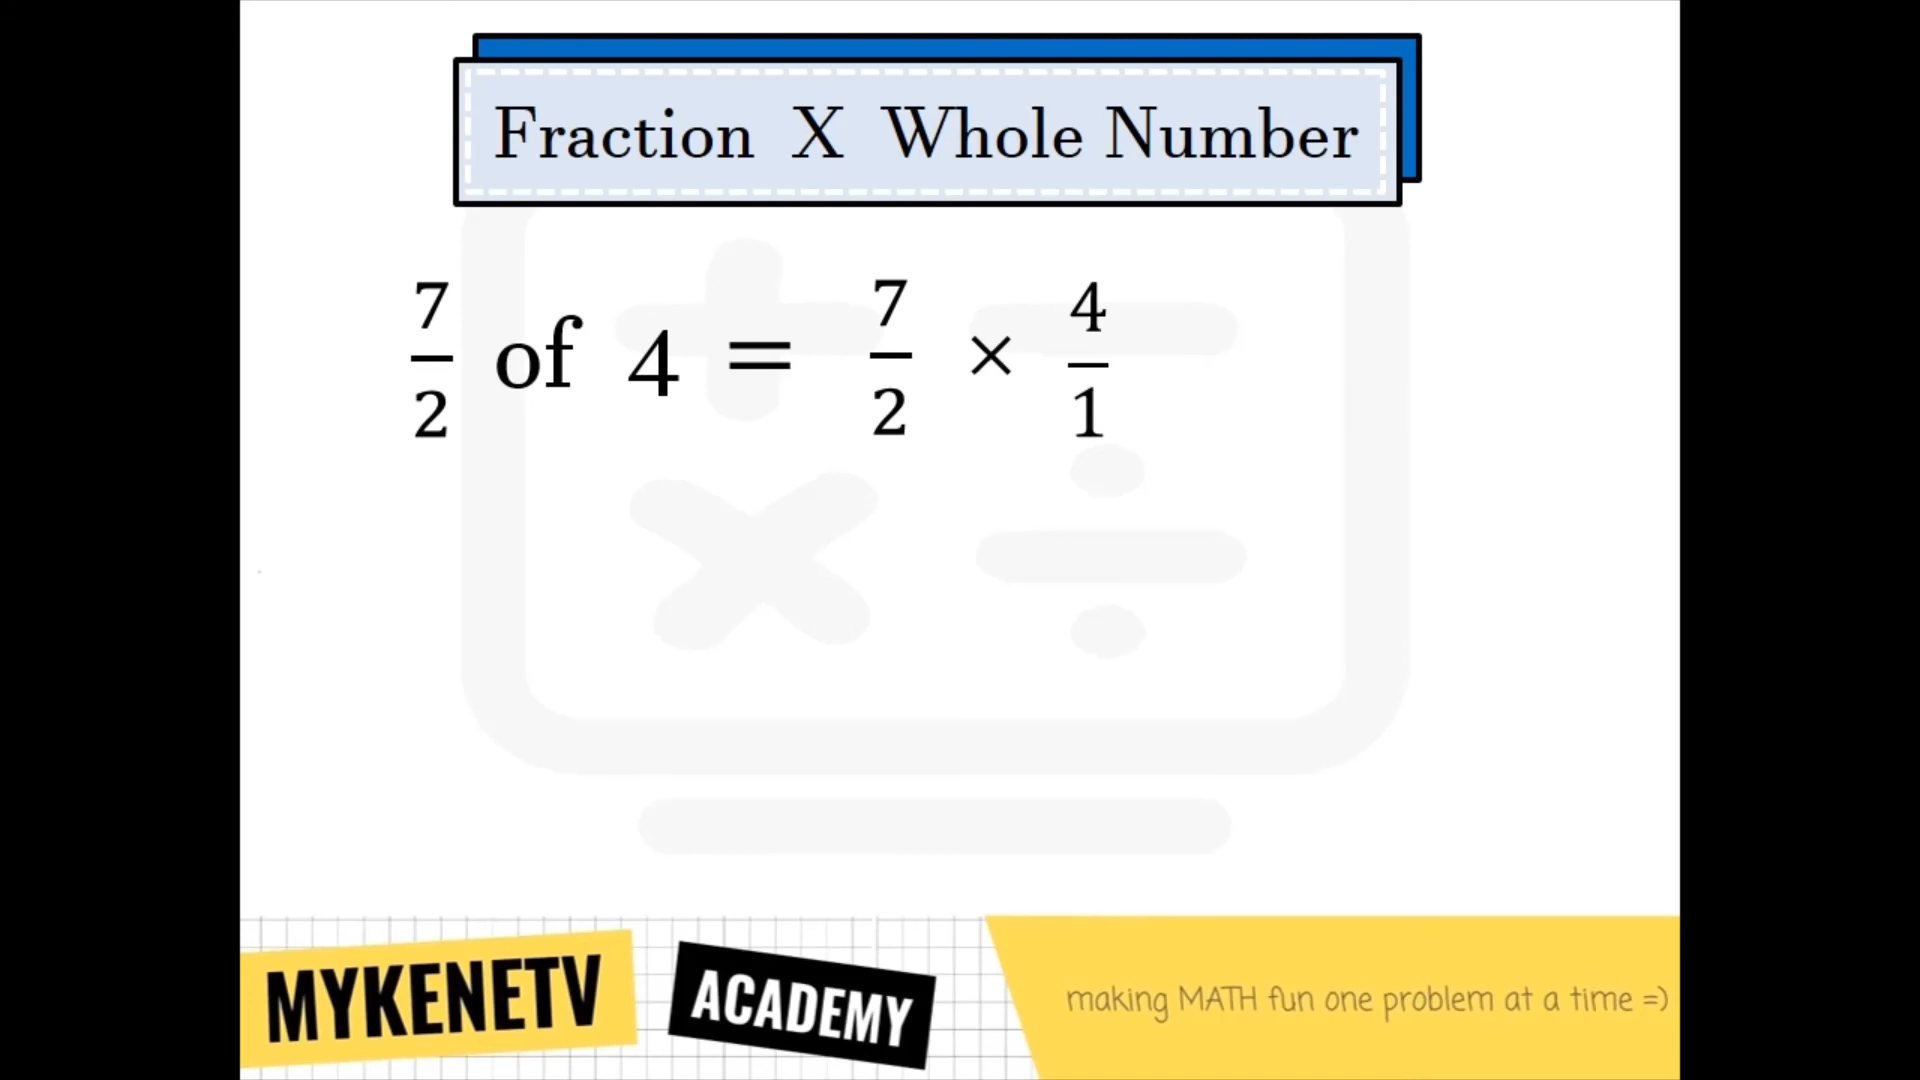 Fraction X Whole Number
7/2 of 4 = 7/2 × 4/1
MYKENETV ACADEMY
making MATH fun one problem at a time =)